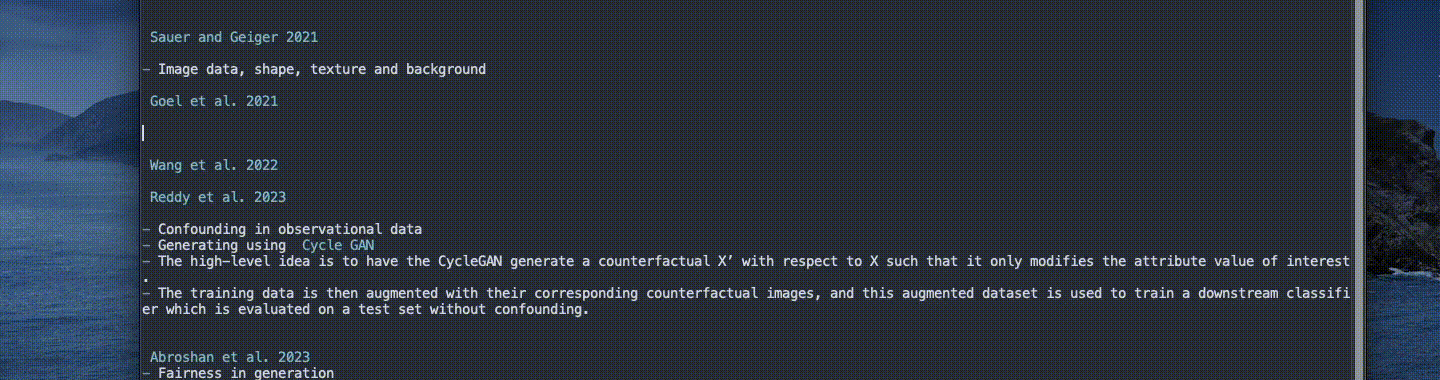 Sauer and Geiger 2021
– Image data, shape, texture and background
Goel et al. 2021
Wang et al. 2022
Reddy et al. 2023
– Confounding in observational data
– Generating using  Cycle GAN
– The high–level idea is to have the CycleGAN generate a counterfactual X’ with respect to X such that it only modifies the attribute value of interest
.
– The training data is then augmented with their corresponding counterfactual images, and this augmented dataset is used to train a downstream classifi
er which is evaluated on a test set without confounding.
Abroshan et al. 2023
– Fairness in generation